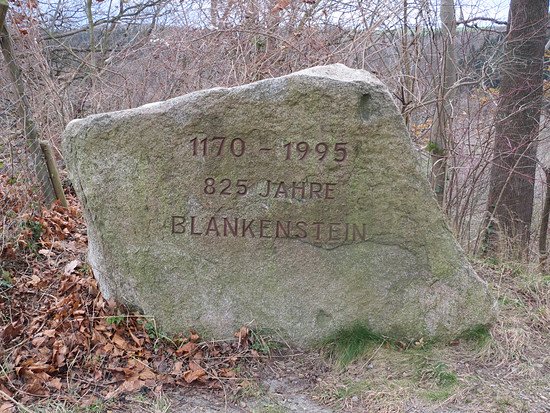 1170 - 1995
825 JAHRE
BLANKENSTEIN